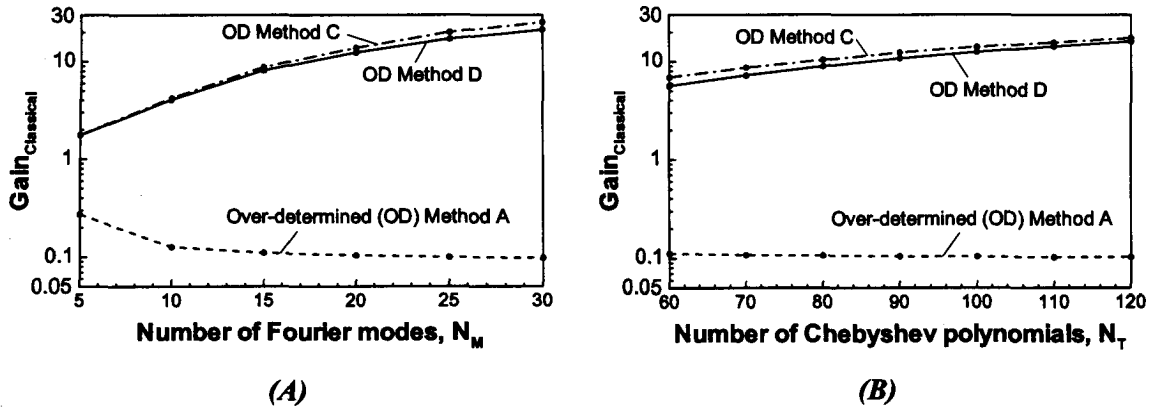 30
OD Method C
10
OD Method D
Gain_Classical
1
Over-determined (OD) Method A
0.1
0.05
5 10 15 20 25 30
Number of Fourier modes, N_M
(A)
30
OD Method C
10
OD Method D
Gain_Classical
1
Over-determined (OD) Method A
0.1
0.05
60 70 80 90 100 110 120
Number of Chebyshev polynomials, N_T
(B)